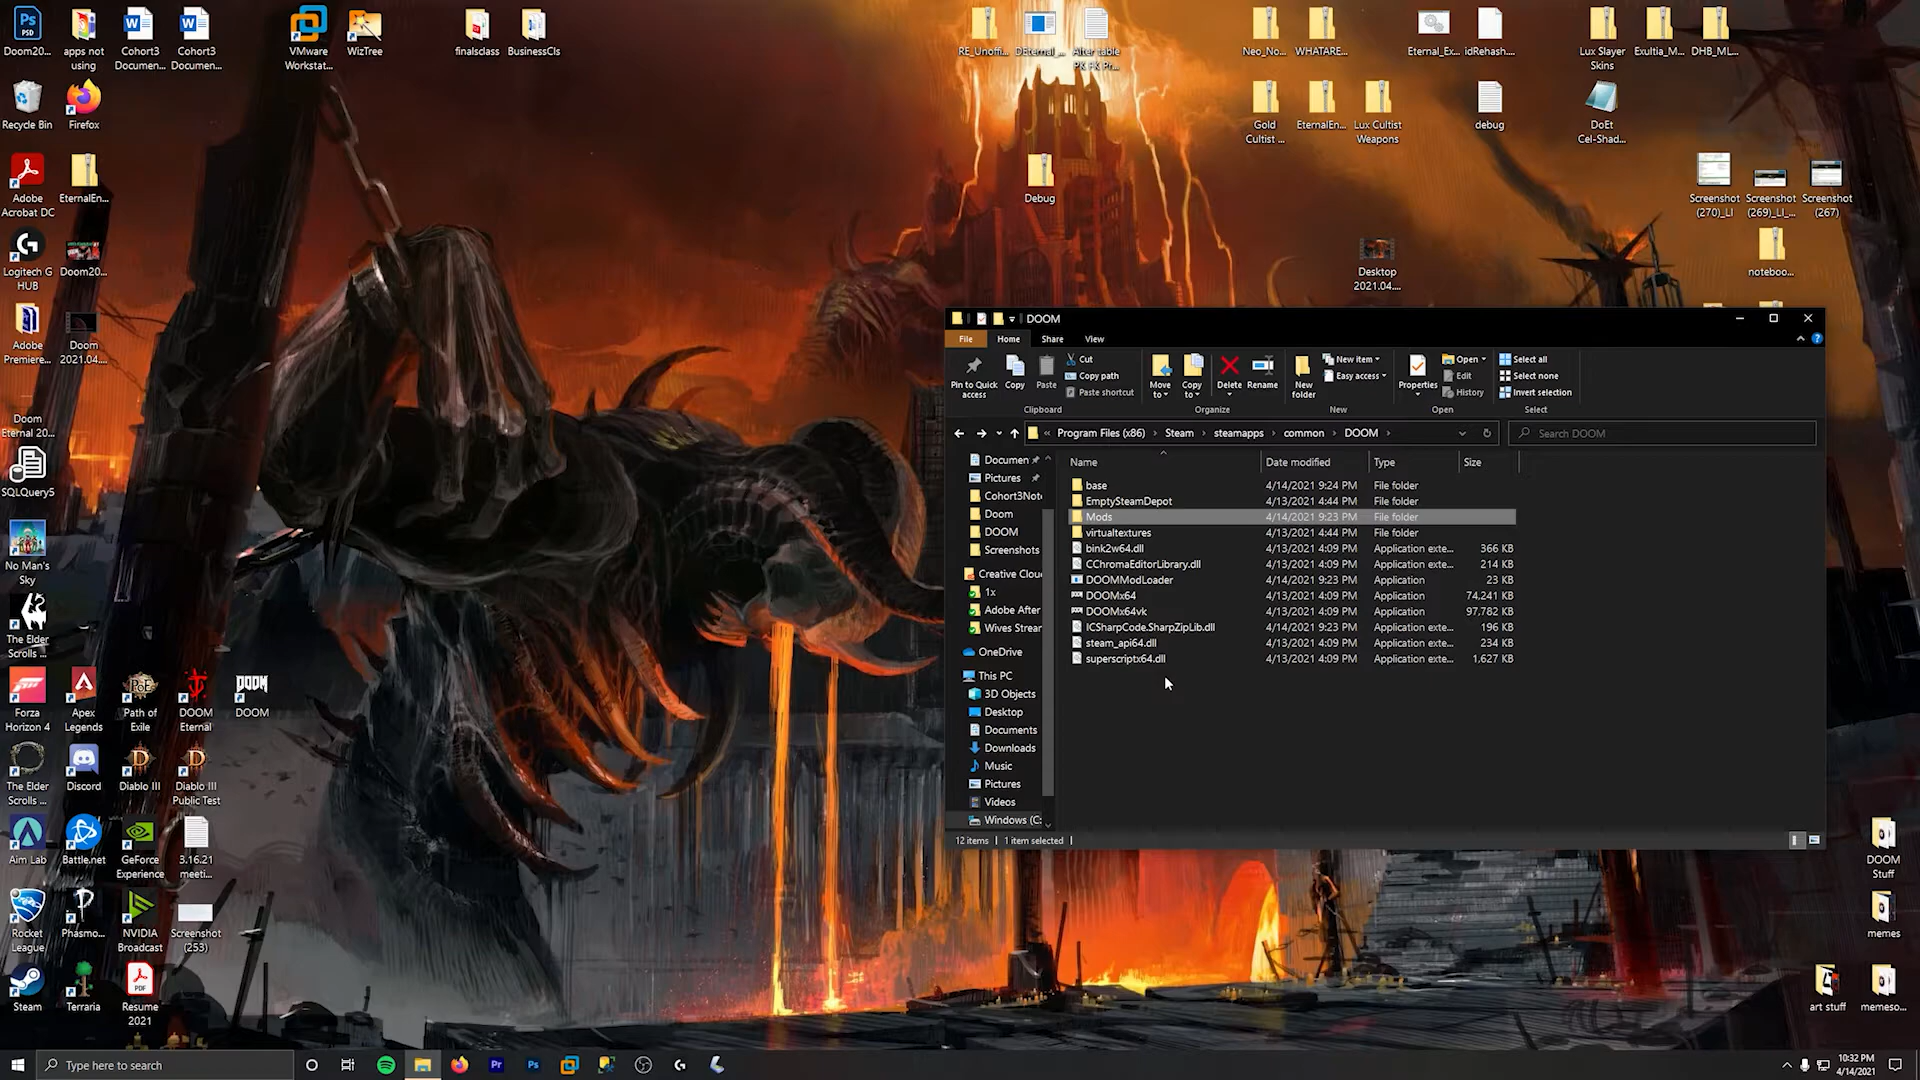 Doom20...
apps not
using
Cohort3
Documen...
Cohort3
Documen...
VMware
Workstat...
WizTree
finalsclass
BusinessCls
RE_Unoffi...
DEternal_...
Alter table
PK FK Pr...
Neo_No...
WHATARE...
Eternal_Ex...
idRehash....
Lux Slayer
Skins
Exultia_M...
DHB_ML...
Recycle Bin
Firefox
Gold
Cultist ...
EternalEn...
Lux Cultist
Weapons
debug
DoEt
Cel-Shad...
Adobe
Acrobat DC
EternalEn...
Debug
Screenshot
(270)_LI
Screenshot
(269)_LI_...
Screenshot
(267)
Logitech G
HUB
Doom20...
Desktop
2021.04....
noteboo...
Adobe
Premiere...
Doom
2021.04....
Doom
Eternal 20...
SQLQuery5
No Man's
Sky
The Elder
Scrolls ...
Forza
Horizon 4
Apex
Legends
Path of
Exile
DOOM
Eternal
DOOM
DOOM
The Elder
Scrolls ...
Discord
Diablo III
Diablo III
Public Test
Aim Lab
Battle.net
GeForce
Experience
3.16.21
meeti...
Rocket
League
Phasmo...
NVIDIA
Broadcast
Screenshot
(253)
Steam
Terraria
Resume
2021
DOOM
Stuff
memes
art stuff
memeso...
DOOM
File
Home
Share
View
Pin to Quick
access
Copy
Paste
Cut
Copy path
Paste shortcut
Clipboard
Move
to
Copy
to
Delete
Rename
Organize
New
folder
New item
Easy access
New
Properties
Open
Edit
History
Open
Select all
Select none
Invert selection
Select
« Program Files (x86) > Steam > steamapps > common > DOOM >
Search DOOM
Documen
Pictures
Cohort3Note
Doom
DOOM
Screenshots
Creative Cloud
1x
Adobe After
Wives Strear
OneDrive
This PC
3D Objects
Desktop
Documents
Downloads
Music
Pictures
Videos
Windows (C:
Name Date modified Type Size
base 4/14/2021 9:24 PM File folder
EmptySteamDepot 4/13/2021 4:44 PM File folder
Mods 4/14/2021 9:23 PM File folder
virtualtextures 4/13/2021 4:44 PM File folder
bink2w64.dll 4/13/2021 4:09 PM Application exte... 366 KB
CChromaEditorLibrary.dll 4/13/2021 4:09 PM Application exte... 214 KB
DOOMModLoader 4/14/2021 9:23 PM Application 23 KB
DOOMx64 4/13/2021 4:09 PM Application 74,241 KB
DOOMx64vk 4/13/2021 4:09 PM Application 97,782 KB
ICSharpCode.SharpZipLib.dll 4/14/2021 9:23 PM Application exte... 196 KB
steam_api64.dll 4/13/2021 4:09 PM Application exte... 234 KB
superscriptx64.dll 4/13/2021 4:09 PM Application exte... 1,627 KB
12 items 1 item selected
Type here to search
10:32 PM
4/14/2021